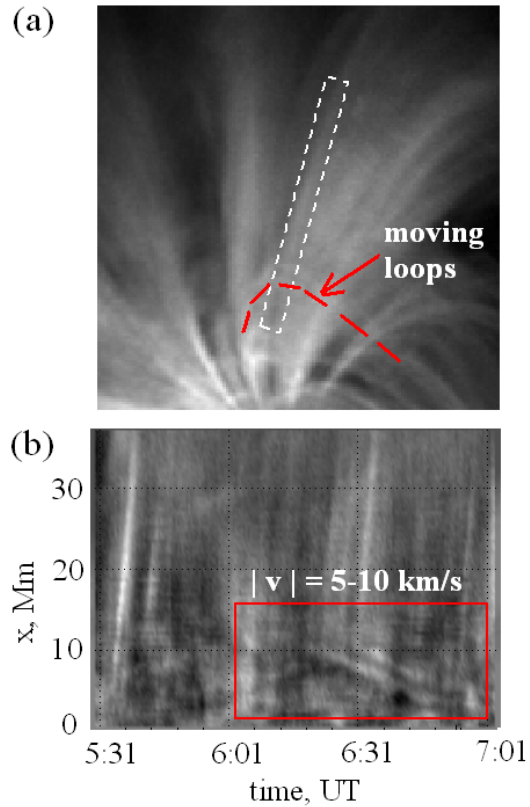 (a)
moving
loops
(b)
| v | = 5-10 km/s
x, Mm
30
20
10
0
5:31 6:01 6:31 7:01
time, UT